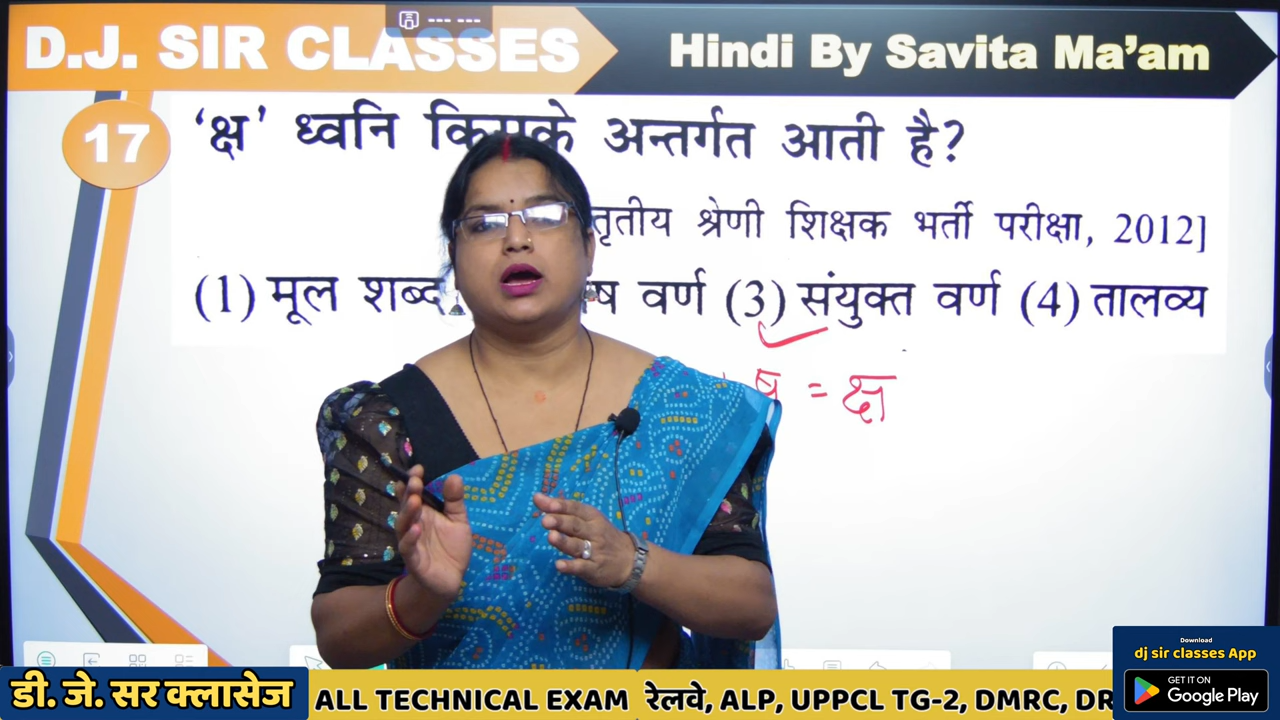 D.J. SIR CLASSES
Hindi By Savita Ma’am
17
‘क्ष’ ध्वनि किसके अन्तर्गत आती है?
तृतीय श्रेणी शिक्षक भर्ती परीक्षा, 2012]
(1) मूल शब्द वर्ण (3) संयुक्त वर्ण (4) तालव्य
ष = क्ष
Download
dj sir classes App
GET IT ON
Google Play
डी. जे. सर क्लासेज
ALL TECHNICAL EXAM रेलवे, ALP, UPPCL TG-2, DMRC, DR